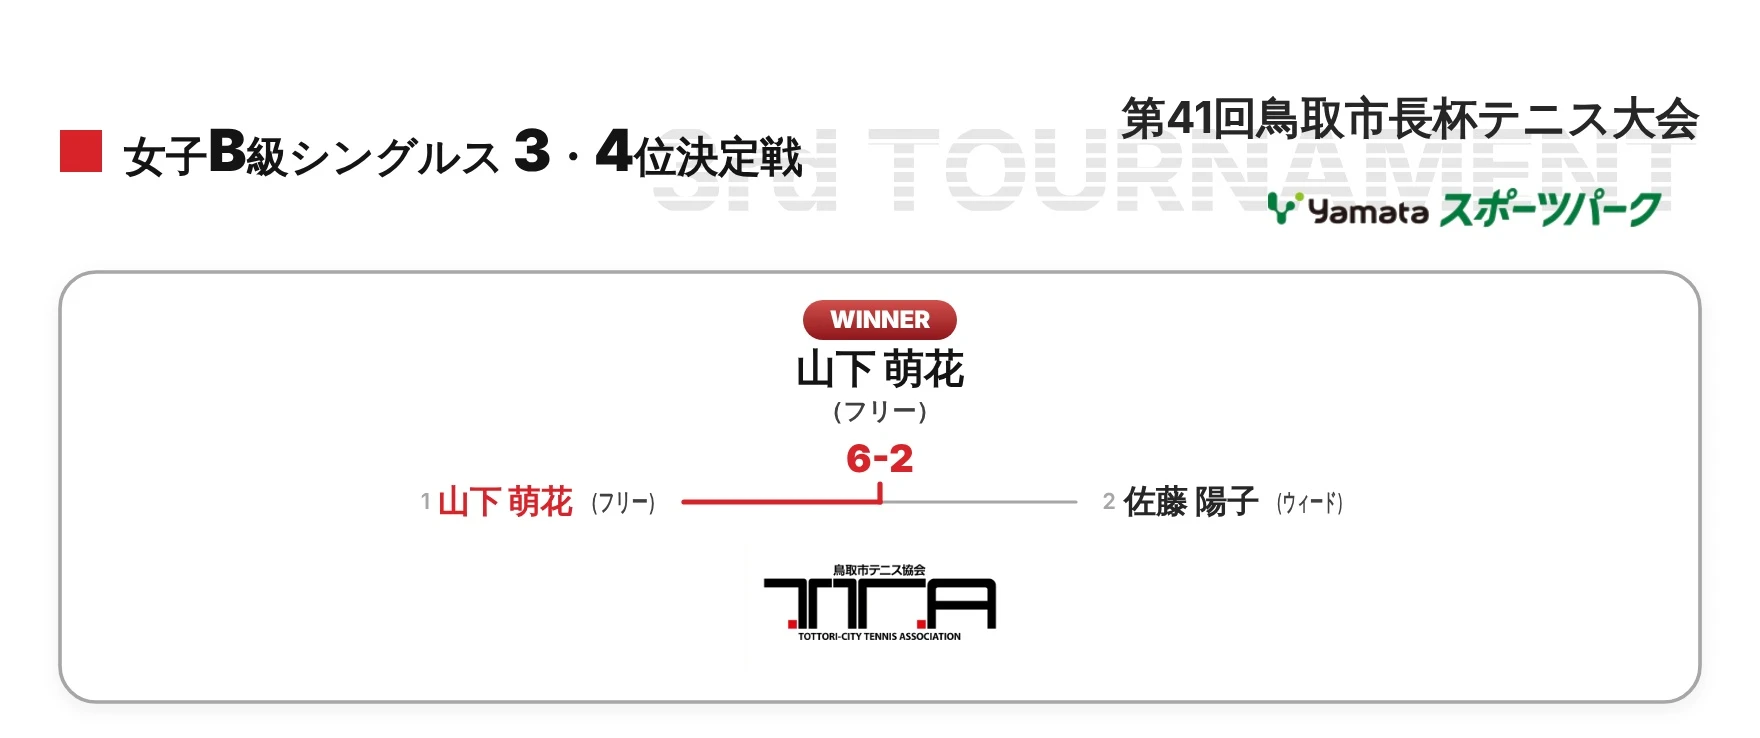 第41回鳥取市長杯テニス大会
女子B級シングルス 3・4位決定戦
3rd TOURNAMENT
Yamata スポーツパーク
WINNER
山下 萌花
（フリー）
6-2
1 山下 萌花 （フリー）
2 佐藤 陽子 （ウィード）
鳥取市テニス協会
TTA
TOTTORI-CITY TENNIS ASSOCIATION